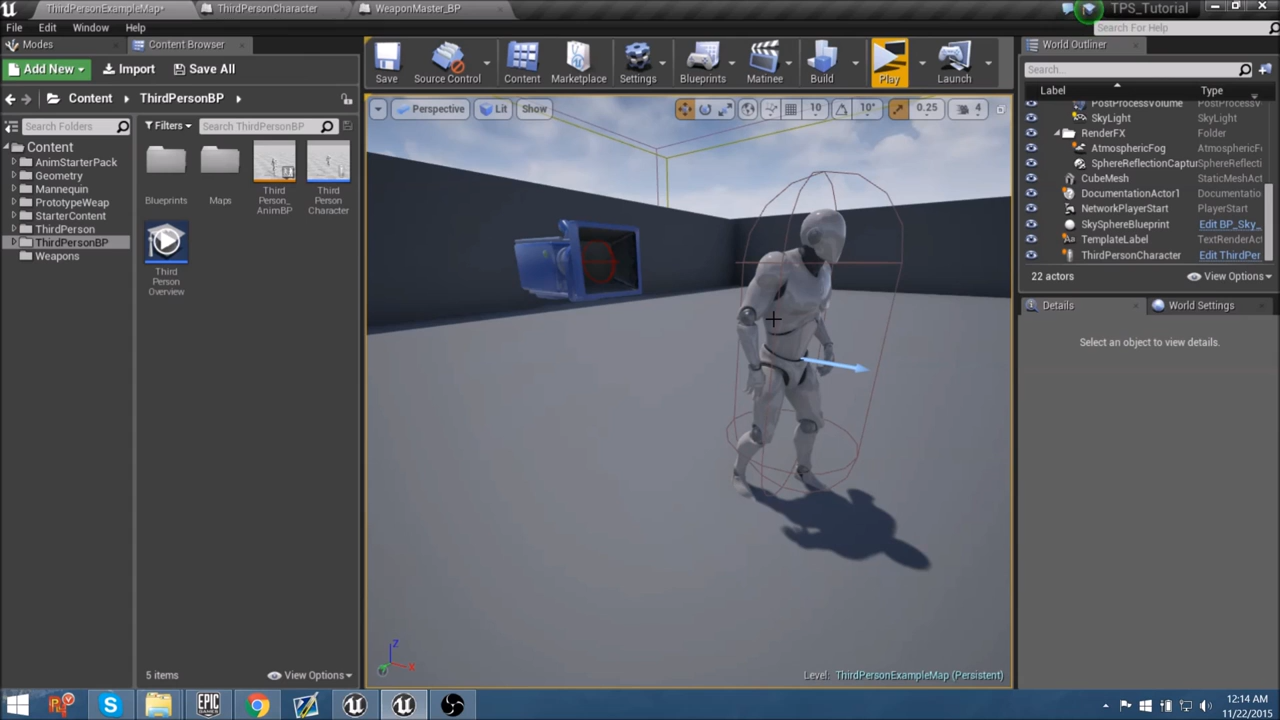 ThirdPersonExampleMap*
ThirdPersonCharacter
WeaponMaster_BP
TPS_Tutorial
File Edit Window Help
Search For Help
Modes
Content Browser
World Outliner
Add New
Import
Save All
Save
Source Control
Content
Marketplace
Settings
Blueprints
Matinee
Build
Play
Launch
Search...
Label Type
Content
ThirdPersonBP
Perspective
Lit
Show
10
10°
0.25
4
Search Folders
Filters
Search ThirdPersonBP
Content
AnimStarterPack
Geometry
Mannequin
PrototypeWeap
StarterContent
ThirdPerson
ThirdPersonBP
Weapons
Blueprints
Maps
Third
Person_
AnimBP
Third
Person
Character
Third
Person
Overview
PostProcessVolume PostProcessV
SkyLight SkyLight
RenderFX Folder
AtmosphericFog AtmosphericF
SphereReflectionCaptur SphereReflecti
CubeMesh StaticMeshAct
DocumentationActor1 Documentatio
NetworkPlayerStart PlayerStart
SkySphereBlueprint Edit BP_Sky_
TemplateLabel TextRenderAc
ThirdPersonCharacter Edit ThirdPer
22 actors
View Options
Details
World Settings
Select an object to view details.
Z
X
5 items
View Options
Level: ThirdPersonExampleMap (Persistent)
EPIC
GAMES
12:14 AM
11/22/2015